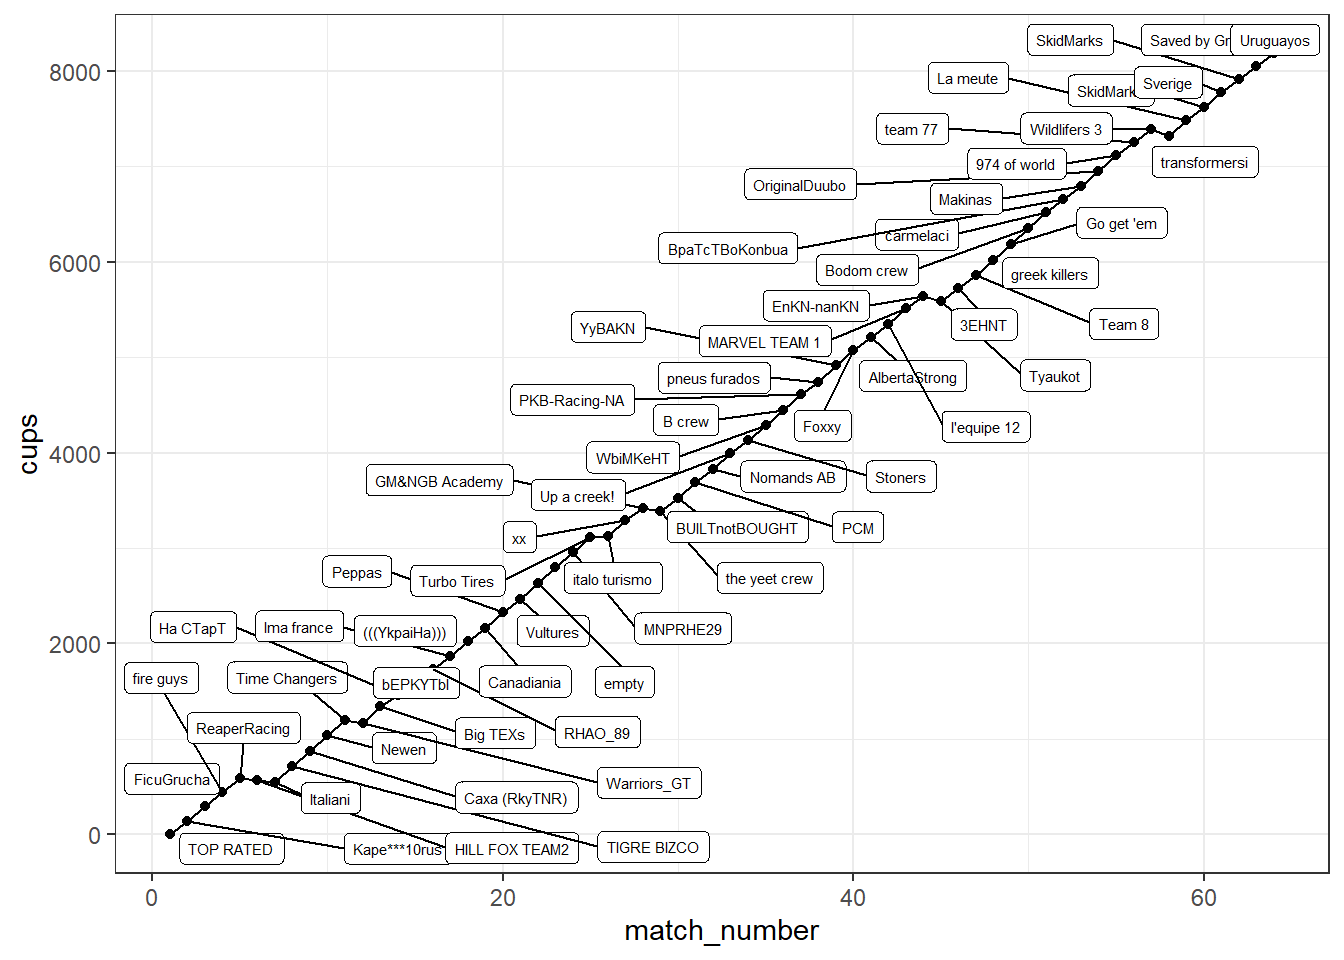 cups
8000
6000
4000
2000
0
SkidMarks
Saved by Gr
Uruguayos
La meute
SkidMark
Sverige
team 77
Wildlifers 3
transformersi
974 of world
OriginalDuubo
Makinas
Go get 'em
carmelaci
BpaTcTBoKonbua
Bodom crew
greek killers
EnKN-nanKN
YyBAKN
3EHNT
Team 8
MARVEL TEAM 1
pneus furados
AlbertaStrong
Tyaukot
PKB-Racing-NA
B crew
Foxxy
l'equipe 12
WbiMKeHT
GM&NGB Academy
Nomands AB
Stoners
Up a creek!
BUILTnotBOUGHT
PCM
xx
Peppas
Turbo Tires
italo turismo
the yeet crew
Ha CTapT
Ima france
(((YkpaiHa)))
Vultures
MNPRHE29
fire guys
Time Changers
bEPKYTbI
Canadiania
empty
ReaperRacing
Big TEXs
RHAO_89
Newen
FicuGrucha
Italiani
Caxa (RkyTNR)
Warriors_GT
TOP RATED
Kape***10rus
HILL FOX TEAM2
TIGRE BIZCO
0
20
40
60
match_number